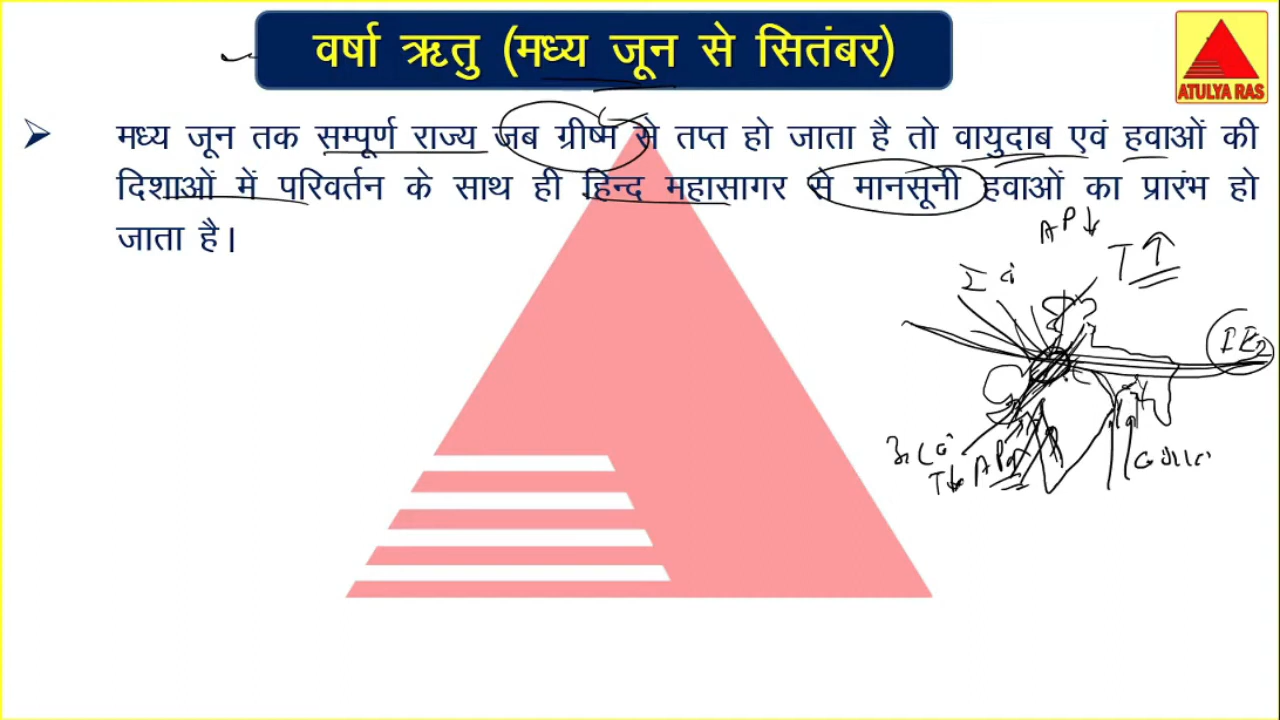 वर्षा ऋतु (मध्य जून से सितंबर)
ATULYA RAS
➢ मध्य जून तक सम्पूर्ण राज्य जब ग्रीष्म से तप्त हो जाता है तो वायुदाब एवं हवाओं की
दिशाओं में परिवर्तन के साथ ही हिन्द महासागर से मानसूनी हवाओं का प्रारंभ हो
जाता है।
AP↓
T↑